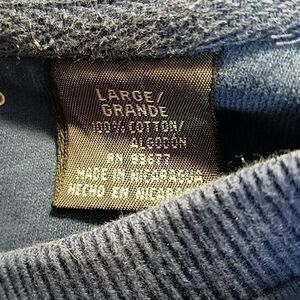 LARGE/
GRANDE
100% COTTON/
ALGODÓN
RN 93677
MADE IN NICARAGUA
HECHO EN NICARAGUA